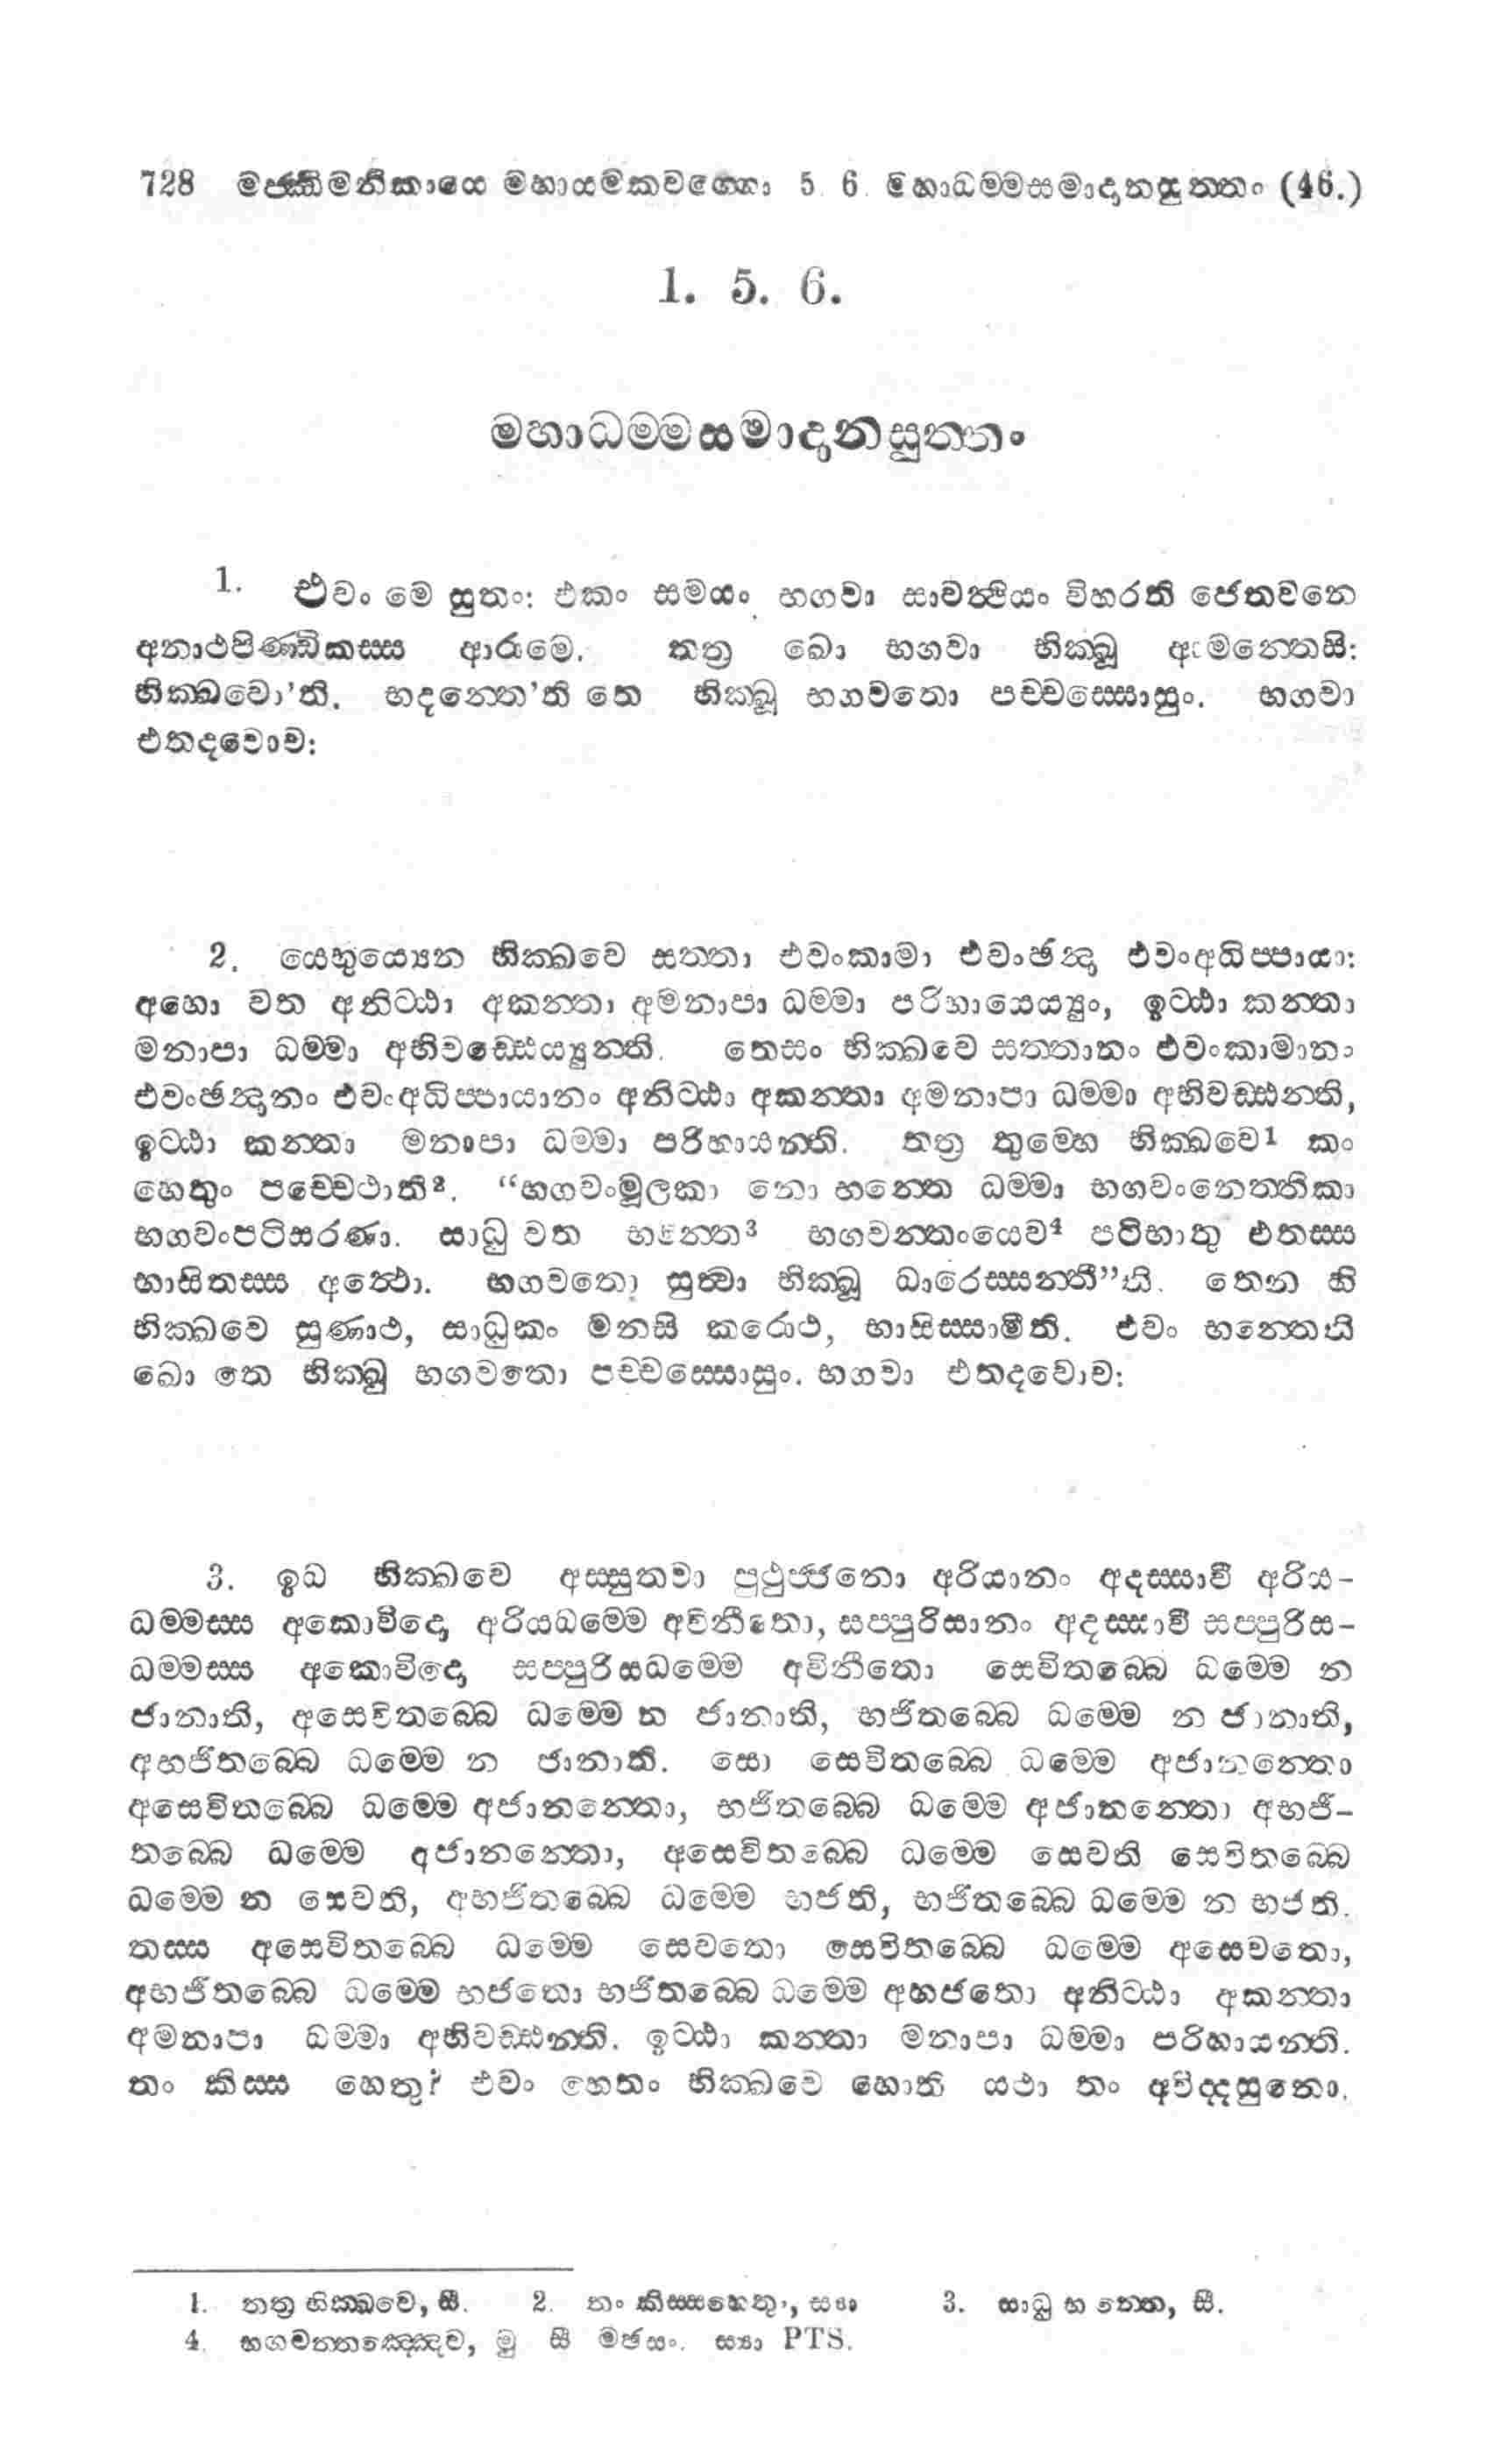 728 මජ්ඣිමනිකායෙ මහායමකවග්ගො 5. 6. මහාධම්මසමාදානසුත්තං (46.)
1. 5. 6.
මහාධම්මසමාදානසුත්තං
1. එවං මෙ සුතං: එකං සමයං භගවා සාවත්ථියං විහරති ජෙතවනෙ
අනාථපිණ්ඩිකස්ස ආරාමෙ. තත්‍ර ඛො භගවා භික්ඛූ ආමන්තෙසි:
භික්ඛවො'ති. භදන්තෙ'ති තෙ භික්ඛූ භගවතො පච්චස්සොසුං. භගවා
එතදවොච:
2. යෙභුය්‍යෙන භික්ඛවෙ සත්තා එවංකාමා එවංඡන්දා එවංඅධිප්පායා:
අහො වත අනිට්ඨා අකන්තා අමනාපා ධම්මා පරිහායෙය්‍යුං, ඉට්ඨා කන්තා
මනාපා ධම්මා අභිවඩ්ඪෙය්‍යුන්ති. තෙසං භික්ඛවෙ සත්තානං එවංකාමානං
එවංඡන්දානං එවංඅධිප්පායානං අනිට්ඨා අකන්තා අමනාපා ධම්මා අභිවඩ්ඪන්ති,
ඉට්ඨා කන්තා මනාපා ධම්මා පරිහායන්ති. තත්‍ර තුම්හෙ භික්ඛවෙ1 කං
හෙතුං පච්චෙථාති2. “භගවංමූලකා නො භන්තෙ ධම්මා භගවංනෙත්තිකා
භගවංපටිසරණා. සාධු වත භන්තෙ3 භගවන්තංයෙව4 පටිභාතු එතස්ස
භාසිතස්ස අත්ථො. භගවතො සුත්වා භික්ඛූ ධාරෙස්සන්තී”ති. තෙන හි
භික්ඛවෙ සුණාථ, සාධුකං මනසි කරොථ, භාසිස්සාමීති. එවං භන්තෙති
ඛො තෙ භික්ඛු භගවතො පච්චස්සොසුං. භගවා එතදවොච:
3. ඉධ භික්ඛවෙ අස්සුතවා පුථුජ්ජනො අරියානං අදස්සාවී අරිය-
ධම්මස්ස අකොවිදො අරියධම්මෙ අවිනීතො, සප්පුරිසානං අදස්සාවී සප්පුරිස-
ධම්මස්ස අකොවිදො සප්පුරිසධම්මෙ අවිනීතො සෙවිතබ්බෙ ධම්මෙ න
ජානාති, අසෙවිතබ්බෙ ධම්මෙ න ජානාති, භජිතබ්බෙ ධම්මෙ න ජානාති,
අභජිතබ්බෙ ධම්මෙ න ජානාති. සො සෙවිතබ්බෙ ධම්මෙ අජානන්තො
අසෙවිතබ්බෙ ධම්මෙ අජානන්තො, භජිතබ්බෙ ධම්මෙ අජානන්තො අභජි-
තබ්බෙ ධම්මෙ අජානන්තො, අසෙවිතබ්බෙ ධම්මෙ සෙවති සෙවිතබ්බෙ
ධම්මෙ න සෙවති, අභජිතබ්බෙ ධම්මෙ භජති, භජිතබ්බෙ ධම්මෙ න භජති.
තස්ස අසෙවිතබ්බෙ ධම්මෙ සෙවතො සෙවිතබ්බෙ ධම්මෙ අසෙවතො,
අභජිතබ්බෙ ධම්මෙ භජතො භජිතබ්බෙ ධම්මෙ අභජතො අනිට්ඨා අකන්තා
අමනාපා ධම්මා අභිවඩ්ඪන්ති. ඉට්ඨා කන්තා මනාපා ධම්මා පරිහායන්ති.
තං කිස්ස හෙතු? එවං හෙතං භික්ඛවෙ හොති යථා තං අවිද්දසුනො.
1. තත්‍ර භික්ඛවෙ, සී. 2. තං කිස්සහෙතු, ස්‍යා 3. සාධු භන්තෙ, සී.
4. භගවන්තඤ්ඤෙව, මු සී මඡසං. ස්‍යා PTS.